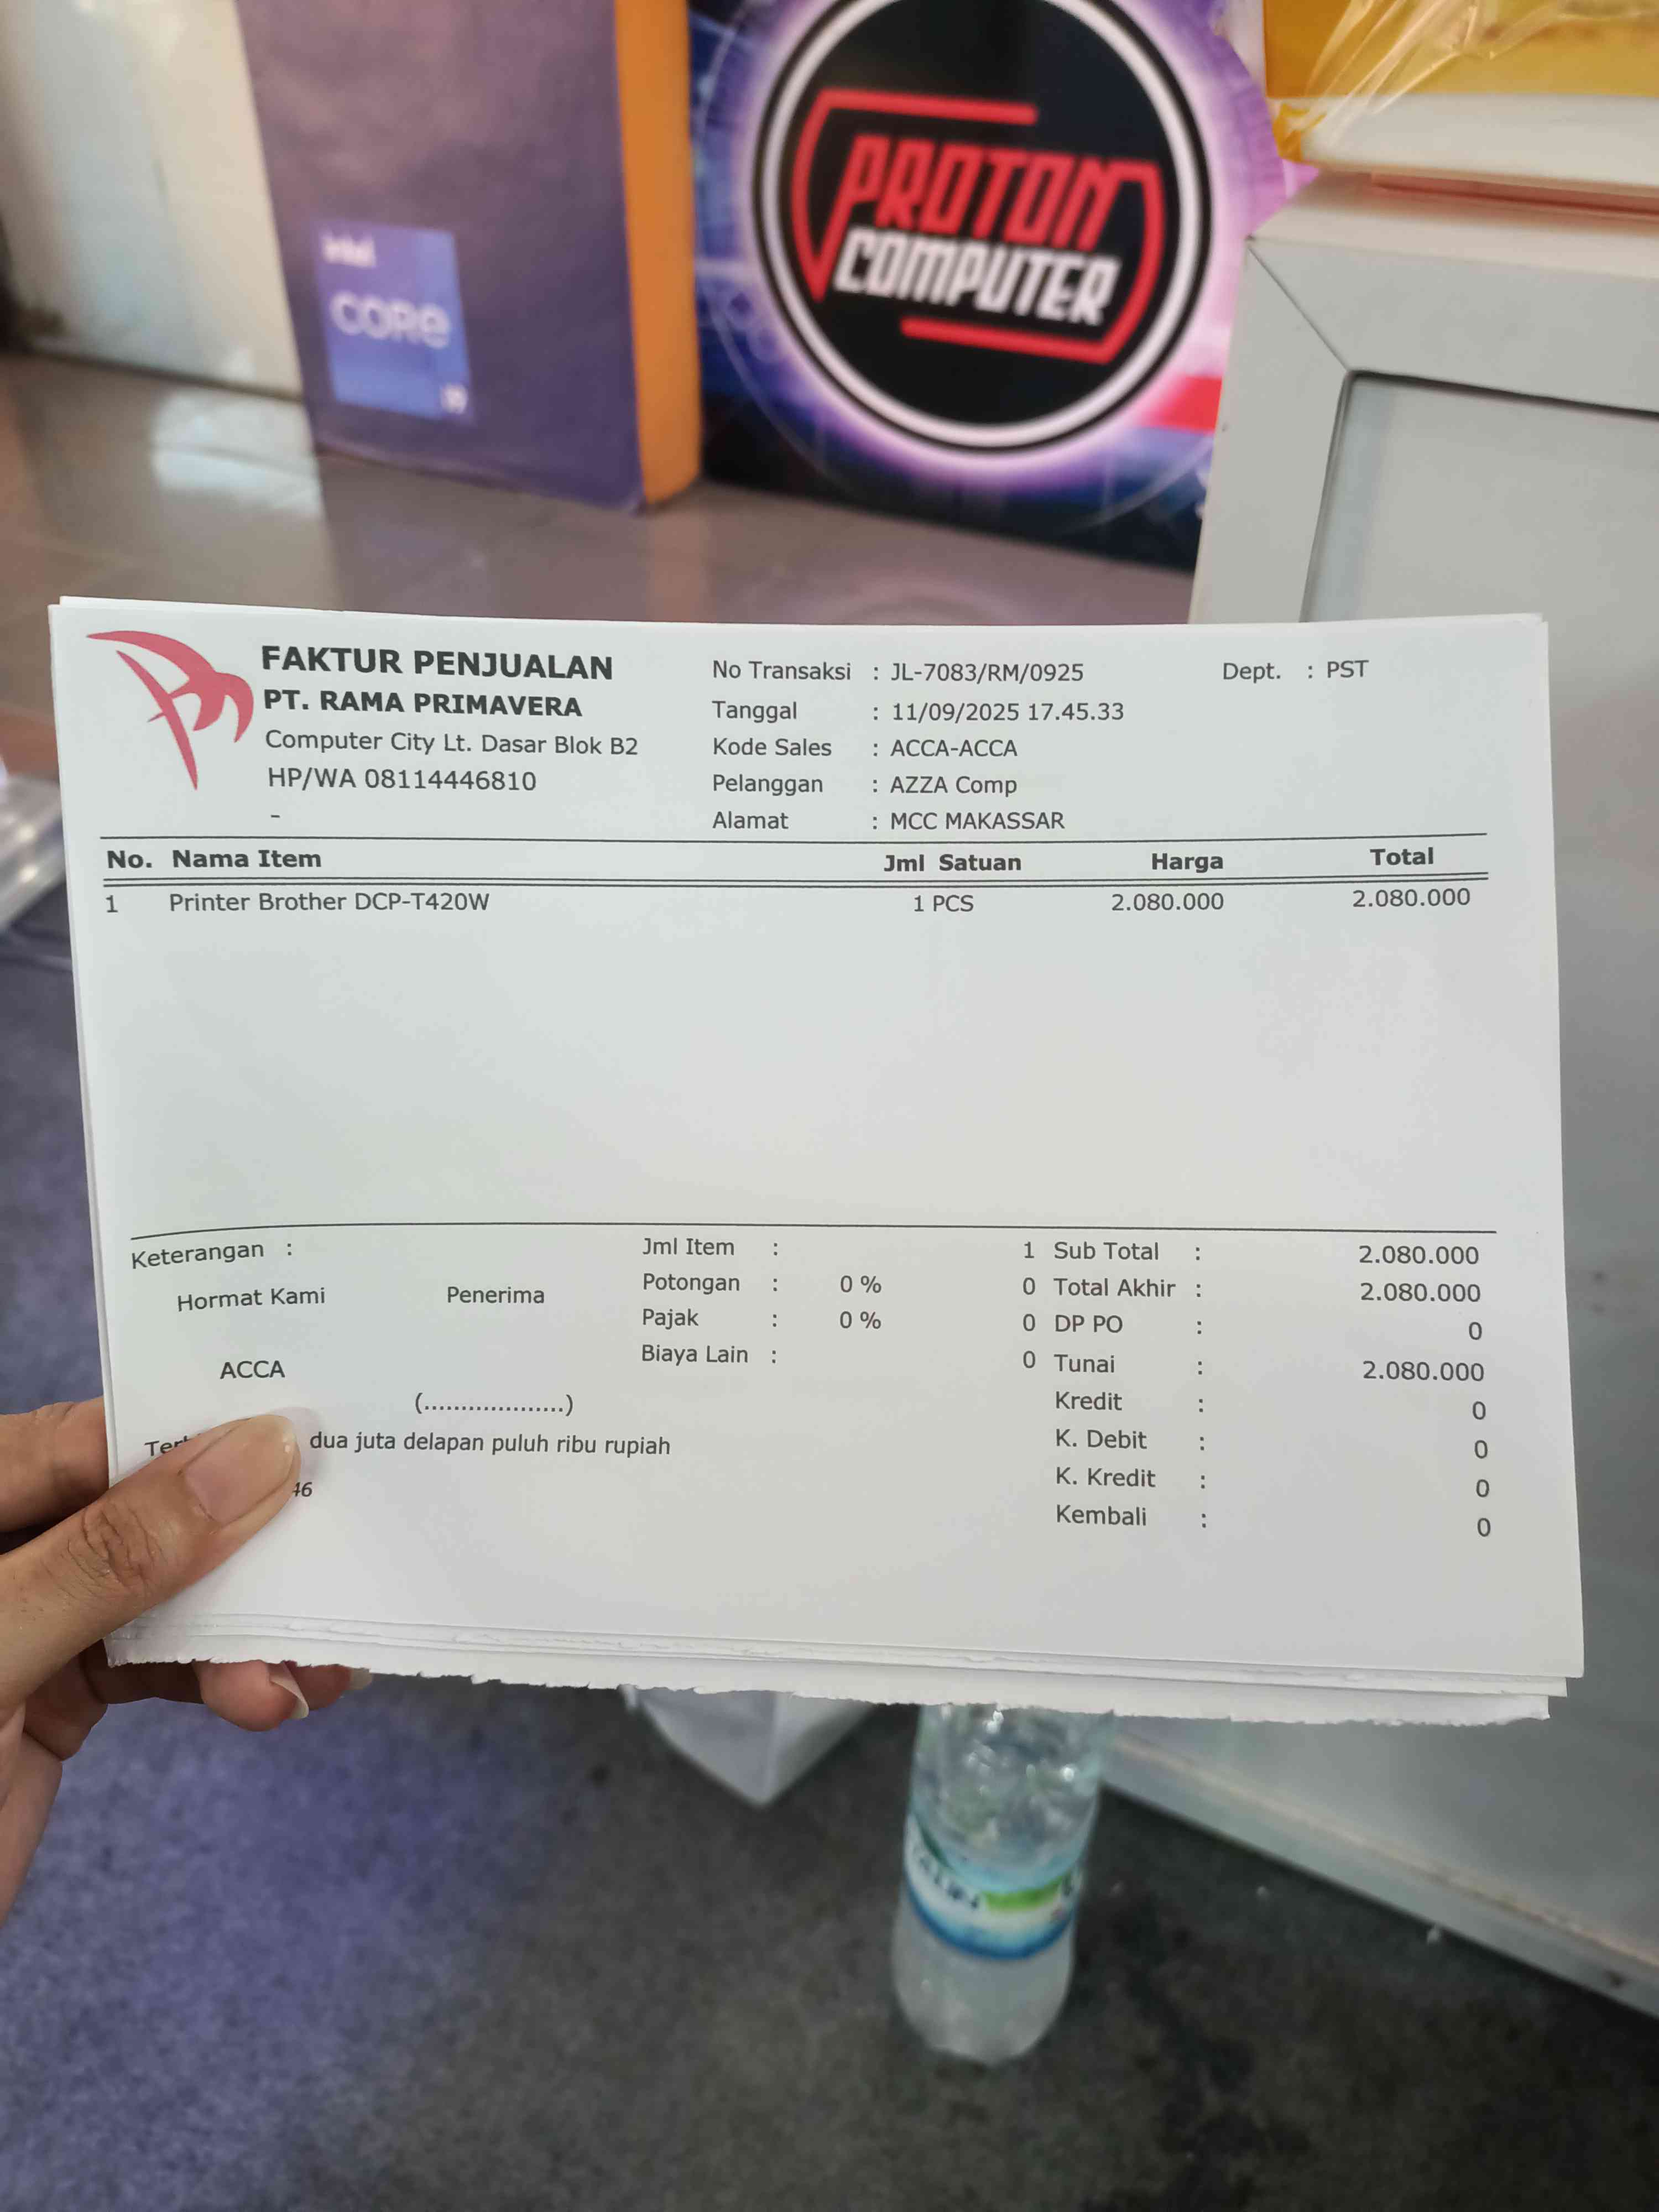 intel
CORE
i9
PROTON
COMPUTER
FAKTUR PENJUALAN
PT. RAMA PRIMAVERA
Computer City Lt. Dasar Blok B2
HP/WA 08114446810
-
No Transaksi : JL-7083/RM/0925 Dept. : PST
Tanggal : 11/09/2025 17.45.33
Kode Sales : ACCA-ACCA
Pelanggan : AZZA Comp
Alamat : MCC MAKASSAR
No. Nama Item Jml Satuan Harga Total
1 Printer Brother DCP-T420W 1 PCS 2.080.000 2.080.000
Keterangan :
Hormat Kami Penerima
ACCA
(...................)
dua juta delapan puluh ribu rupiah
46
Jml Item : 1
Potongan : 0 % 0
Pajak : 0 % 0
Biaya Lain : 0
Sub Total : 2.080.000
Total Akhir : 2.080.000
DP PO : 0
Tunai : 2.080.000
Kredit : 0
K. Debit : 0
K. Kredit : 0
Kembali : 0